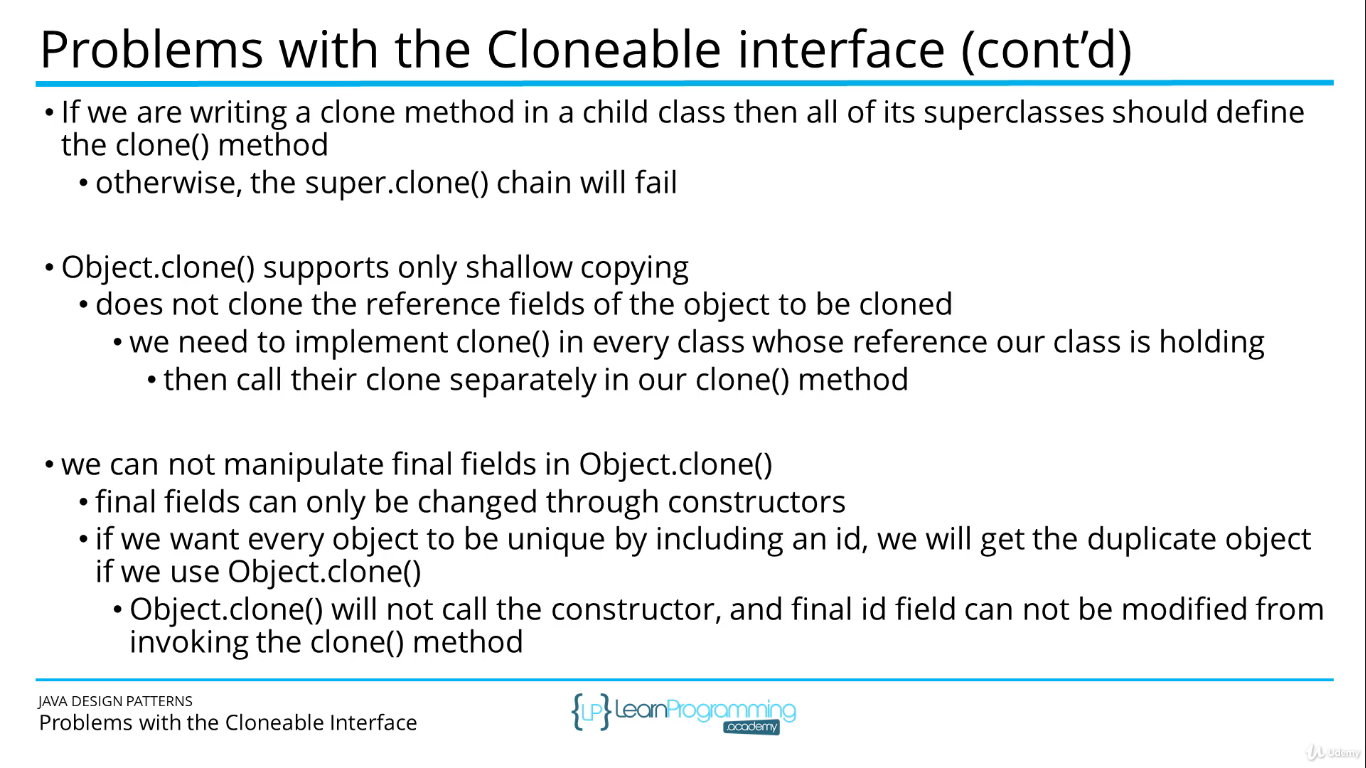 Problems with the Cloneable interface (cont’d)
• If we are writing a clone method in a child class then all of its superclasses should define
the clone() method
• otherwise, the super.clone() chain will fail
• Object.clone() supports only shallow copying
• does not clone the reference fields of the object to be cloned
• we need to implement clone() in every class whose reference our class is holding
• then call their clone separately in our clone() method
• we can not manipulate final fields in Object.clone()
• final fields can only be changed through constructors
• if we want every object to be unique by including an id, we will get the duplicate object
if we use Object.clone()
• Object.clone() will not call the constructor, and final id field can not be modified from
invoking the clone() method
JAVA DESIGN PATTERNS
Problems with the Cloneable Interface
{LP} LearnProgramming
.academy
Udemy